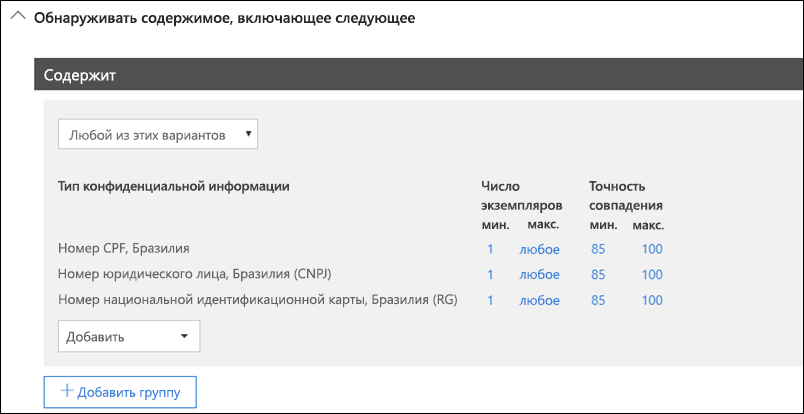 Обнаруживать содержимое, включающее следующее
Содержит
Любой из этих вариантов
Тип конфиденциальной информации Число экземпляров Точность совпадения
мин. макс. мин. макс.
Номер CPF, Бразилия 1 любое 85 100
Номер юридического лица, Бразилия (CNPJ) 1 любое 85 100
Номер национальной идентификационной карты, Бразилия (RG) 1 любое 85 100
Добавить
+ Добавить группу